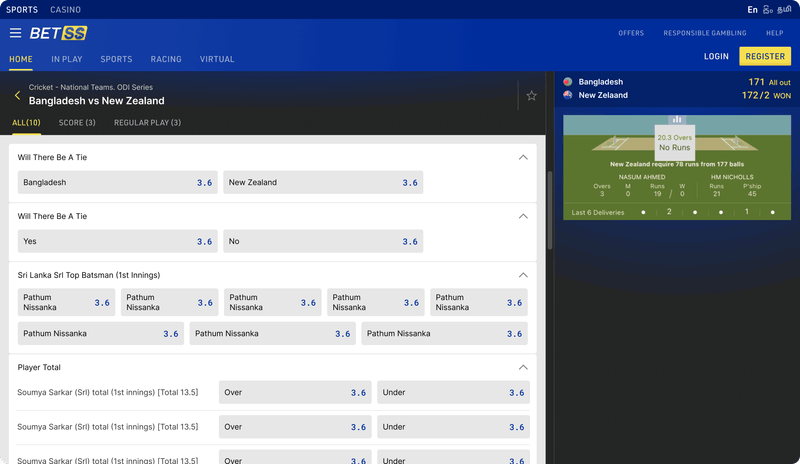 SPORTS CASINO En සිං தமி
BETSS OFFERS RESPONSIBLE GAMBLING HELP
HOME IN PLAY SPORTS RACING VIRTUAL LOGIN REGISTER
Cricket - National Teams. ODI Series
Bangladesh vs New Zealand
ALL(10) SCORE (3) REGULAR PLAY (3)
Will There Be A Tie
Bangladesh 3.6 New Zealand 3.6
Will There Be A Tie
Yes 3.6 No 3.6
Sri Lanka Srl Top Batsman (1st Innings)
Pathum Nissanka 3.6 Pathum Nissanka 3.6 Pathum Nissanka 3.6 Pathum Nissanka 3.6 Pathum Nissanka 3.6
Pathum Nissanka 3.6 Pathum Nissanka 3.6 Pathum Nissanka 3.6
Player Total
Soumya Sarkar (Srl) total (1st innings) [Total 13.5] Over 3.6 Under 3.6
Soumya Sarkar (Srl) total (1st innings) [Total 13.5] Over 3.6 Under 3.6
Soumya Sarkar (Srl) total (1st innings) [Total 13.5] Over 3.6 Under 3.6
Bangladesh 171 All out
New Zelaand 172/2 WON
20.3 Overs
No Runs
New Zealand require 78 runs from 177 balls
NASUM AHMED HM NICHOLLS
Overs M Runs W Runs P'ship
3 0 19 / 0 21 45
Last 6 Deliveries • 2 • • 1 •